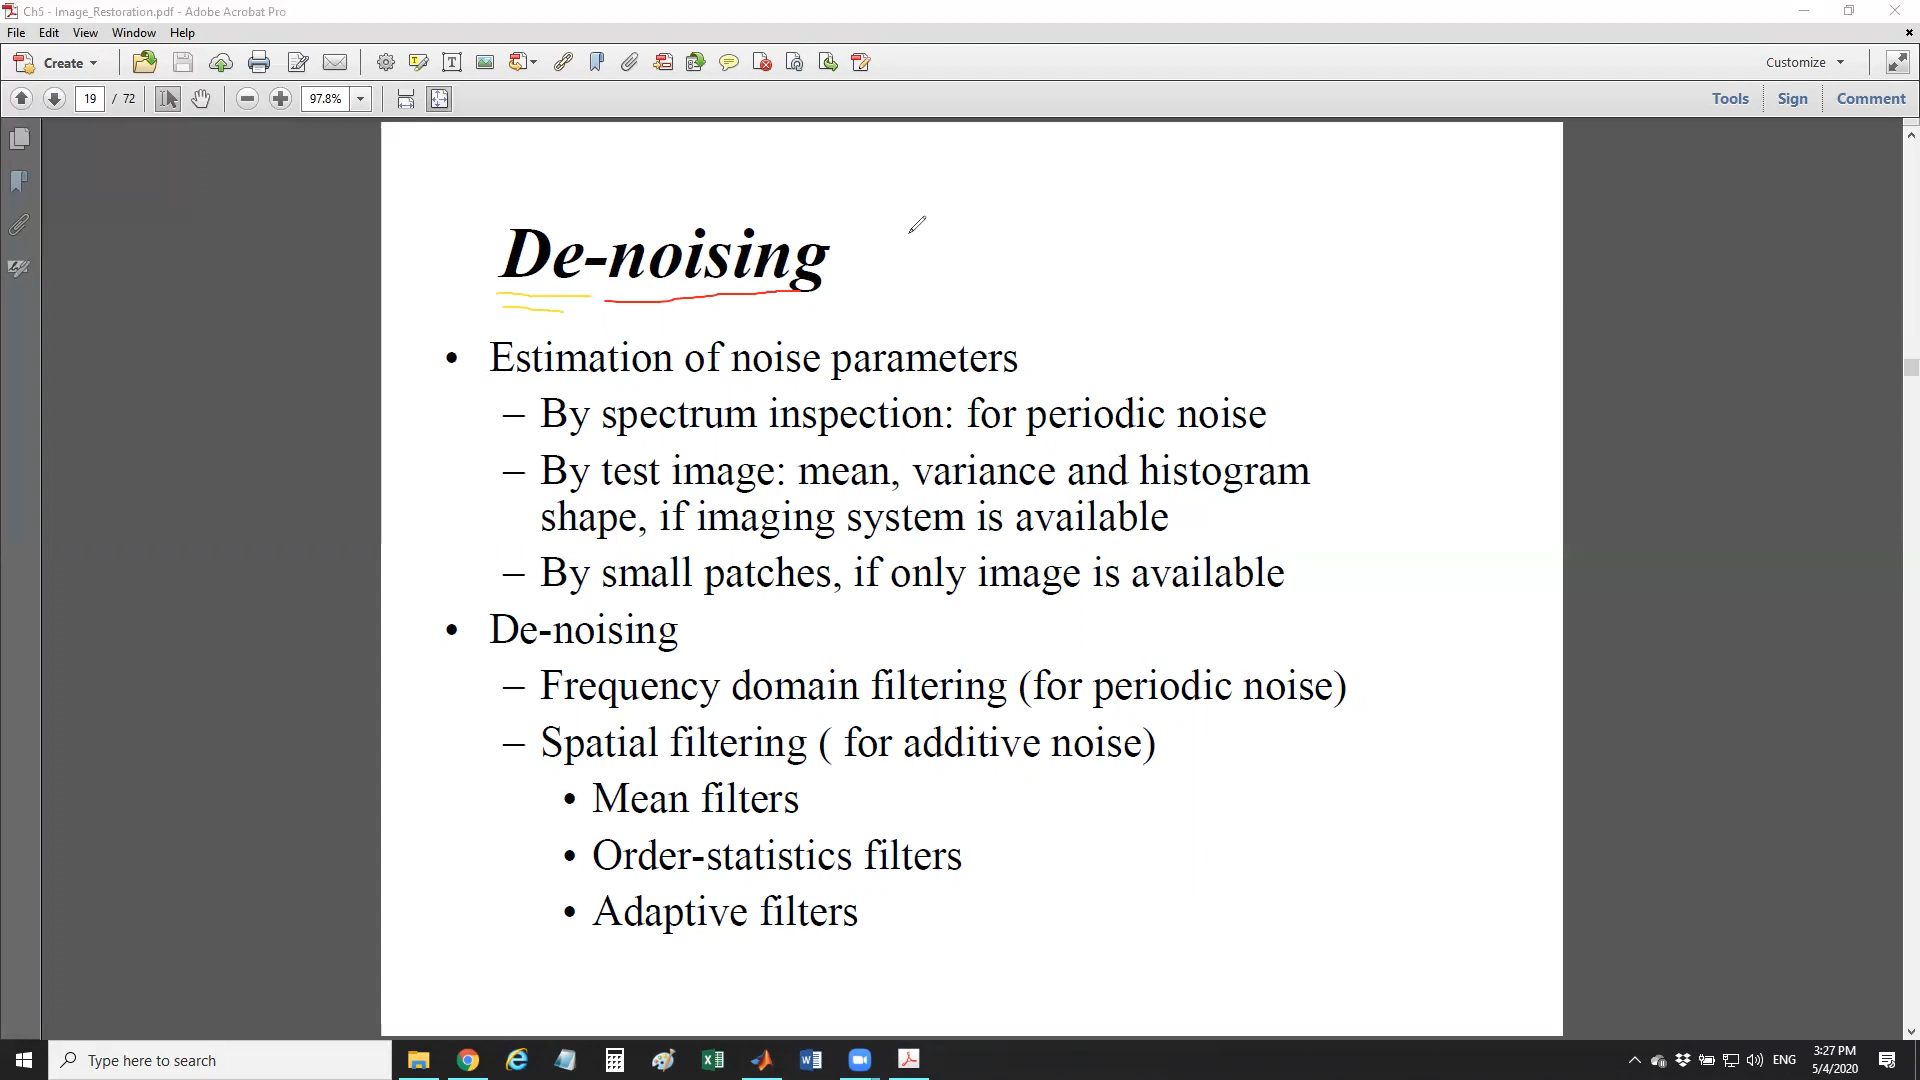 Ch5 - Image_Restoration.pdf - Adobe Acrobat Pro
File Edit View Window Help
Create
Customize
19 / 72
97.8%
Tools Sign Comment
De-noising
• Estimation of noise parameters
– By spectrum inspection: for periodic noise
– By test image: mean, variance and histogram
shape, if imaging system is available
– By small patches, if only image is available
• De-noising
– Frequency domain filtering (for periodic noise)
– Spatial filtering ( for additive noise)
• Mean filters
• Order-statistics filters
• Adaptive filters
Type here to search
ENG
3:27 PM
5/4/2020